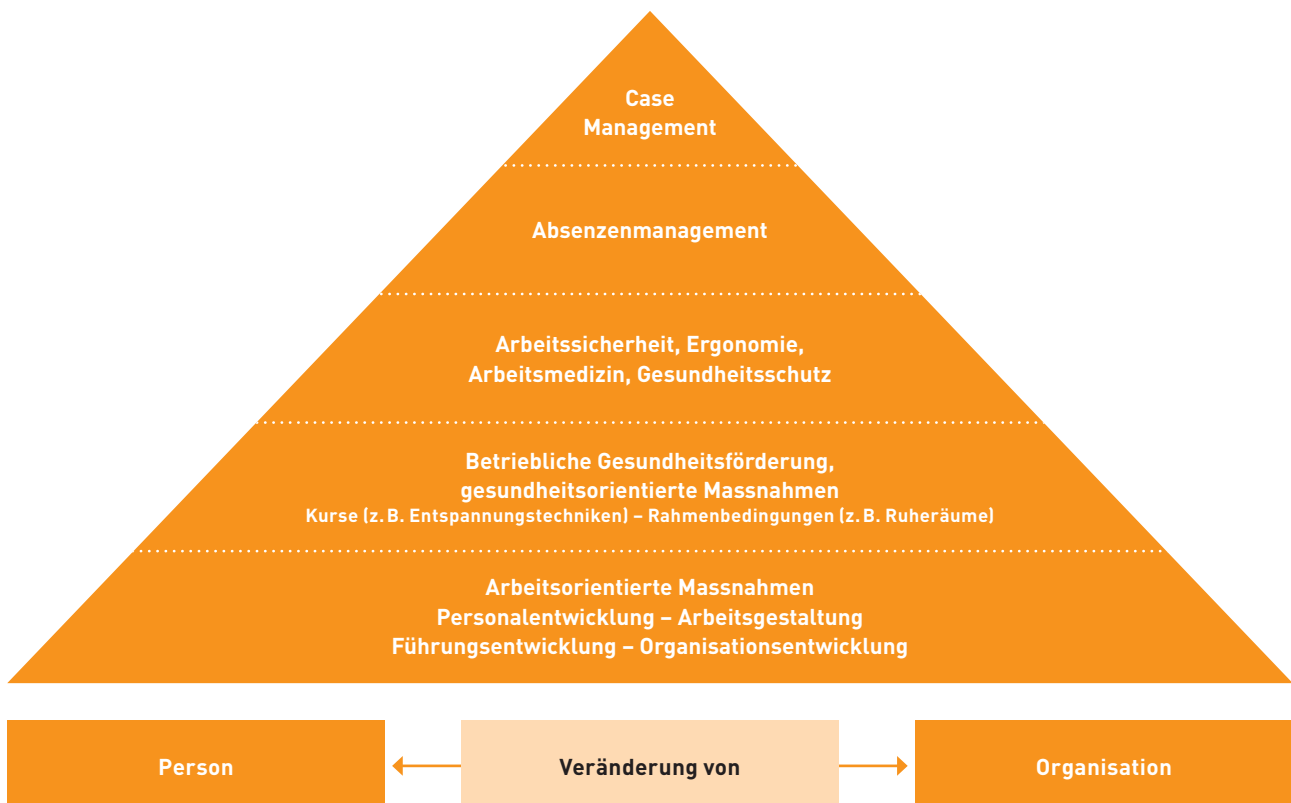 Case
Management
Absenzenmanagement
Arbeitssicherheit, Ergonomie,
Arbeitsmedizin, Gesundheitsschutz
Betriebliche Gesundheitsförderung,
gesundheitsorientierte Massnahmen
Kurse (z. B. Entspannungstechniken) – Rahmenbedingungen (z. B. Ruheräume)
Arbeitsorientierte Massnahmen
Personalentwicklung – Arbeitsgestaltung
Führungsentwicklung – Organisationsentwicklung
Person
Veränderung von
Organisation